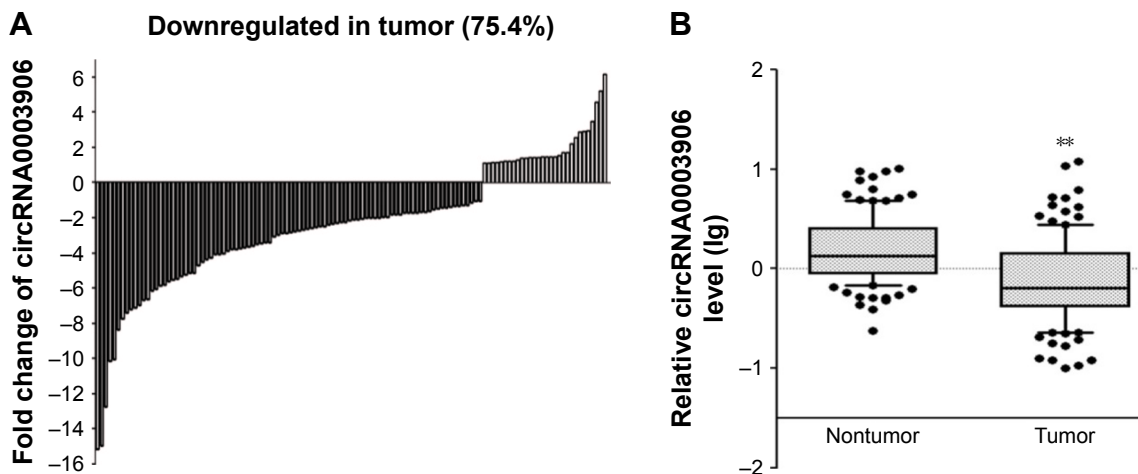 A
Downregulated in tumor (75.4%)
Fold change of circRNA0003906
6
4
2
0
–2
–4
–6
–8
–10
–12
–14
–16
B
Relative circRNA0003906
level (lg)
2
1
0
–1
–2
**
Nontumor
Tumor